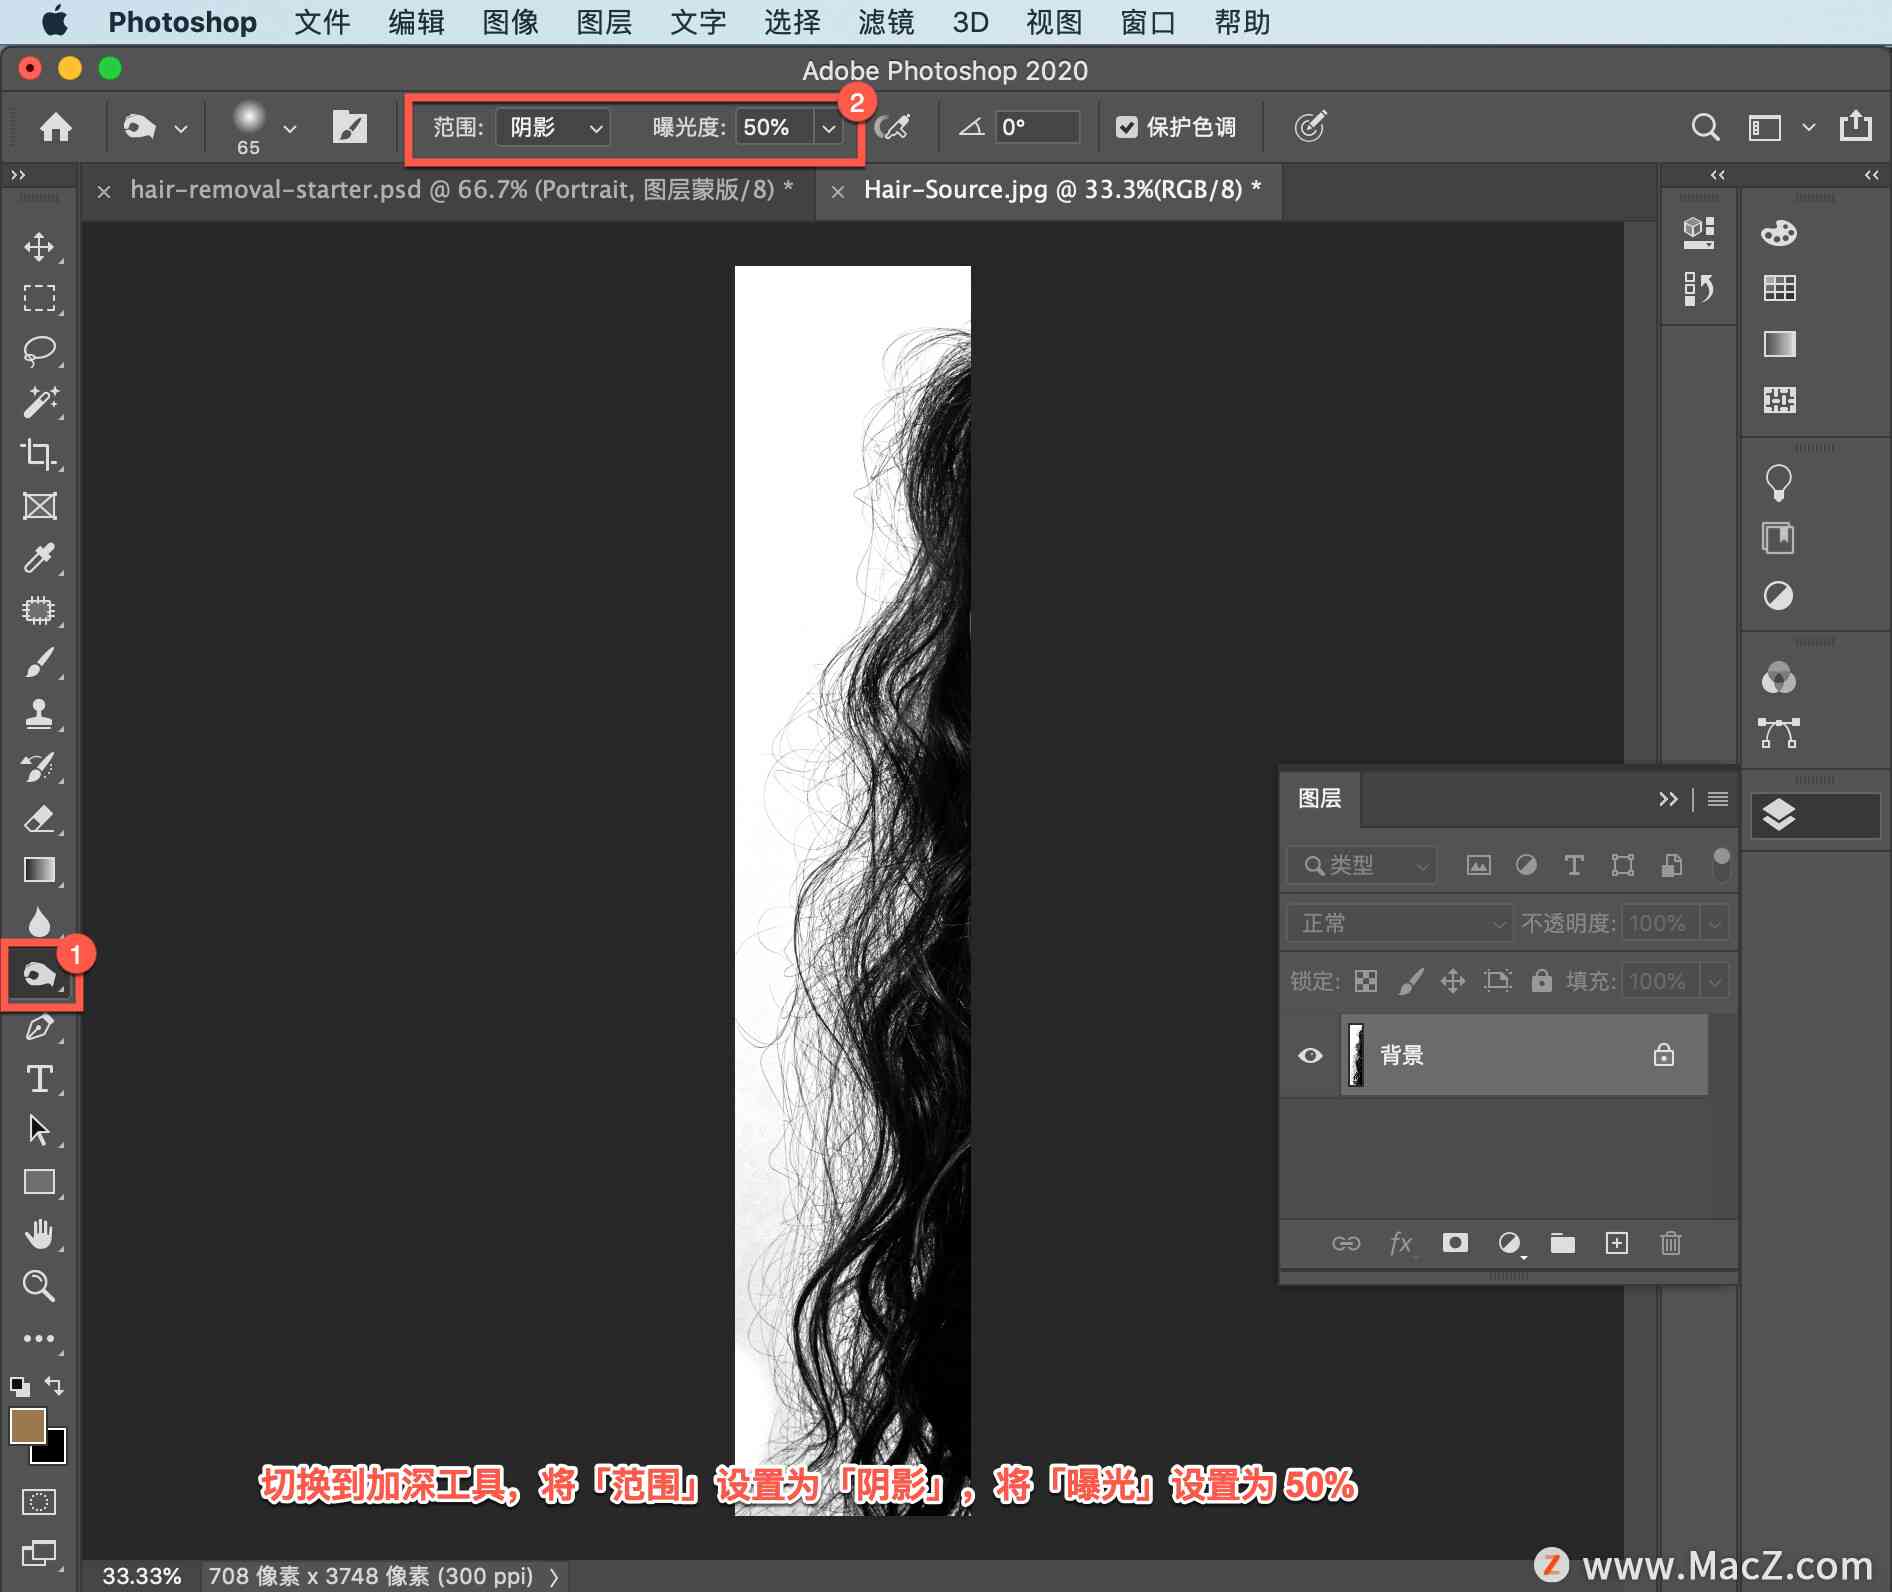 Photoshop 文件 编辑 图像 图层 文字 选择 滤镜 3D 视图 窗口 帮助
Adobe Photoshop 2020
65 范围: 阴影 曝光度: 50% 2 0° 保护色调
× hair-removal-starter.psd @ 66.7% (Portrait, 图层蒙版/8) * × Hair-Source.jpg @ 33.3%(RGB/8) *
图层
类型
正常 不透明度: 100%
1
锁定: 填充: 100%
背景
fx
切换到加深工具，将「范围」设置为「阴影」，将「曝光」设置为 50%
Z www.MacZ.com
33.33% 708 像素 x 3748 像素 (300 ppi)